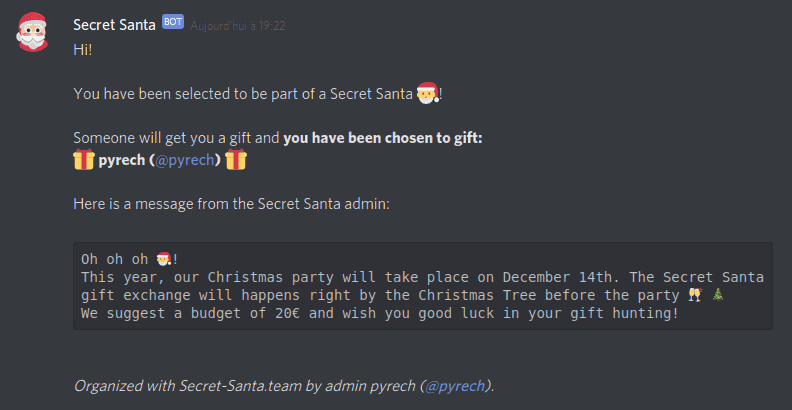 Secret Santa BOT Aujourd'hui à 19:22
Hi!
You have been selected to be part of a Secret Santa 🎅!
Someone will get you a gift and you have been chosen to gift:
🎁 pyrech (@pyrech) 🎁
Here is a message from the Secret Santa admin:
Oh oh oh 🎅!
This year, our Christmas party will take place on December 14th. The Secret Santa
gift exchange will happens right by the Christmas Tree before the party 🥂 🎄
We suggest a budget of 20€ and wish you good luck in your gift hunting!
Organized with Secret-Santa.team by admin pyrech (@pyrech).